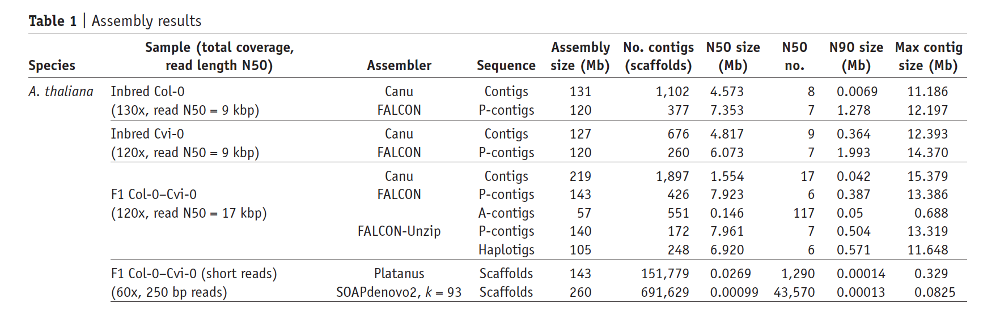 Table 1 | Assembly results
Sample (total coverage, Assembly No. contigs N50 size N50 N90 size Max contig
Species read length N50) Assembler Sequence size (Mb) (scaffolds) (Mb) no. (Mb) size (Mb)
A. thaliana Inbred Col-0 Canu Contigs 131 1,102 4.573 8 0.0069 11.186
(130x, read N50 = 9 kbp) FALCON P-contigs 120 377 7.353 7 1.278 12.197
Inbred Cvi-0 Canu Contigs 127 676 4.817 9 0.364 12.393
(120x, read N50 = 9 kbp) FALCON P-contigs 120 260 6.073 7 1.993 14.370
Canu Contigs 219 1,897 1.554 17 0.042 15.379
F1 Col-0–Cvi-0 FALCON P-contigs 143 426 7.923 6 0.387 13.386
(120x, read N50 = 17 kbp) A-contigs 57 551 0.146 117 0.05 0.688
FALCON-Unzip P-contigs 140 172 7.961 7 0.504 13.319
Haplotigs 105 248 6.920 6 0.571 11.648
F1 Col-0–Cvi-0 (short reads) Platanus Scaffolds 143 151,779 0.0269 1,290 0.00014 0.329
(60x, 250 bp reads) SOAPdenovo2, k = 93 Scaffolds 260 691,629 0.00099 43,570 0.00013 0.0825